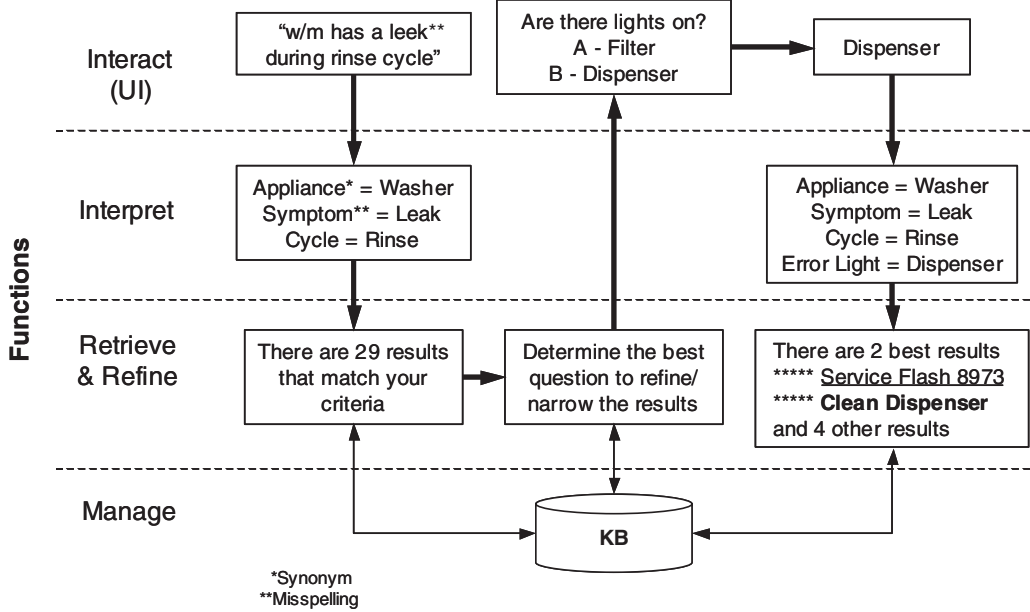 Functions
Interact
(UI)
“w/m has a leek**
during rinse cycle”
Are there lights on?
A - Filter
B - Dispenser
Dispenser
Interpret
Appliance* = Washer
Symptom** = Leak
Cycle = Rinse
Appliance = Washer
Symptom = Leak
Cycle = Rinse
Error Light = Dispenser
Retrieve
& Refine
There are 29 results
that match your
criteria
Determine the best
question to refine/
narrow the results
There are 2 best results
***** Service Flash 8973
***** Clean Dispenser
and 4 other results
Manage
KB
*Synonym
**Misspelling